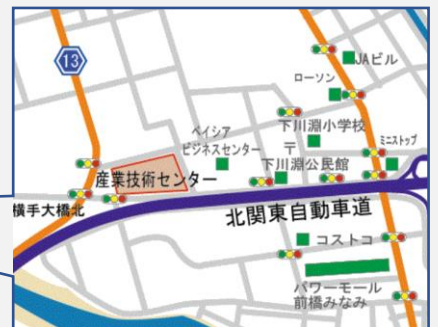 13
JAビル
ローソン
下川淵小学校
ベイシア
ビジネスセンター
ミニストップ
〒
下川淵公民館
産業技術センター
横手大橋北
北関東自動車道
コストコ
パワーモール
前橋みなみ